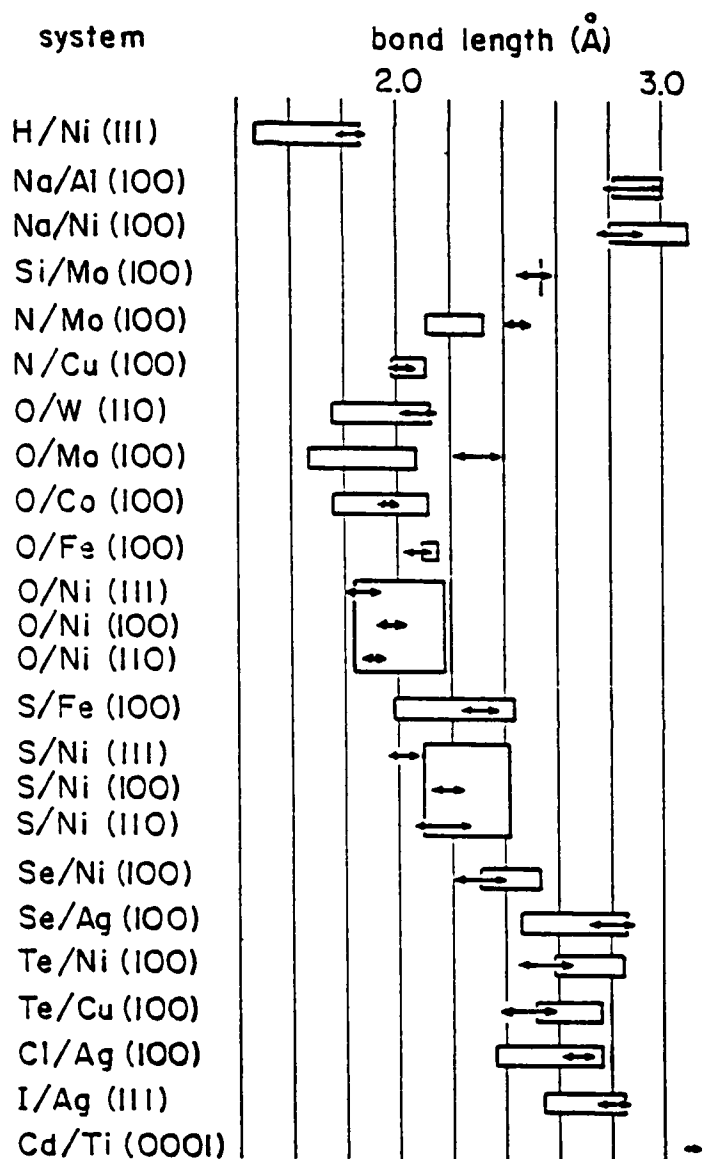 system bond length (Å)
2.0 3.0
H/Ni (111)
Na/Al (100)
Na/Ni (100)
Si/Mo (100)
N/Mo (100)
N/Cu (100)
O/W (110)
O/Mo (100)
O/Co (100)
O/Fe (100)
O/Ni (111)
O/Ni (100)
O/Ni (110)
S/Fe (100)
S/Ni (111)
S/Ni (100)
S/Ni (110)
Se/Ni (100)
Se/Ag (100)
Te/Ni (100)
Te/Cu (100)
Cl/Ag (100)
I/Ag (111)
Cd/Ti (0001)